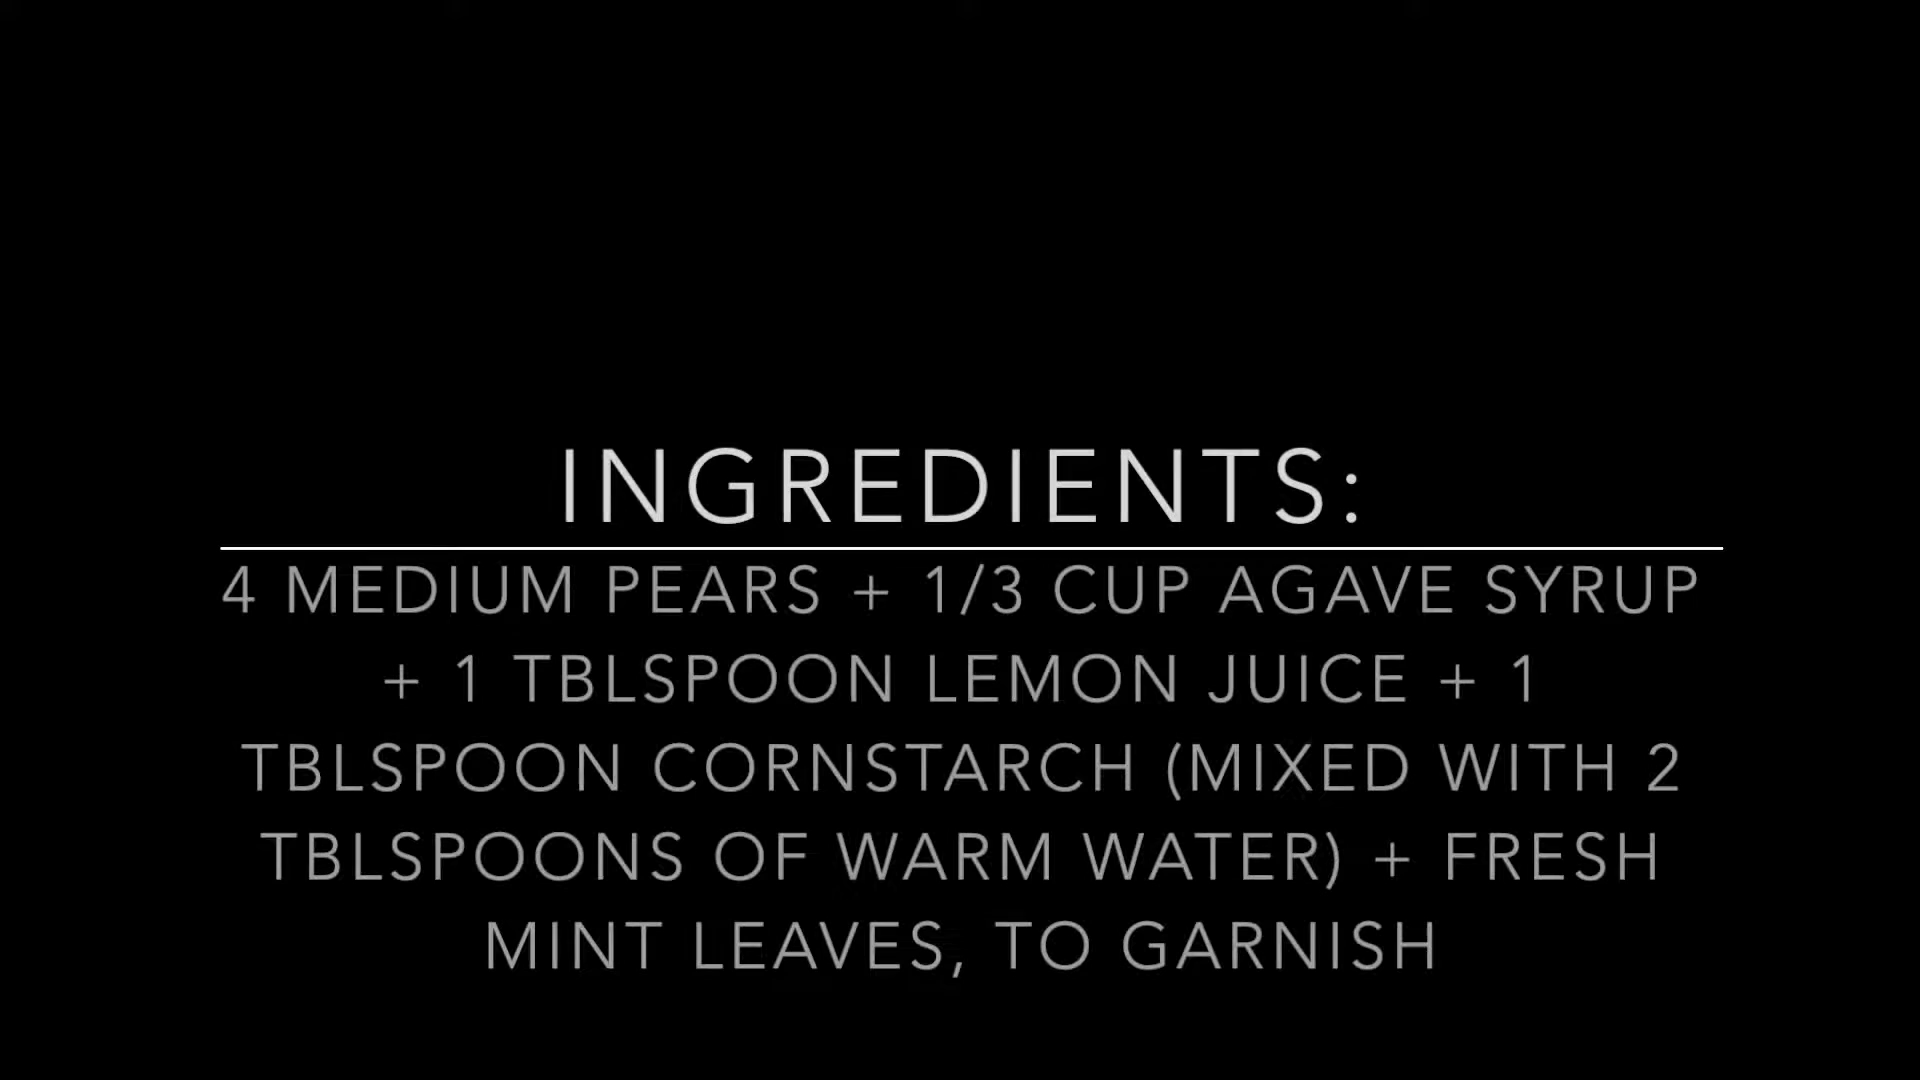 INGREDIENTS:
4 MEDIUM PEARS + 1/3 CUP AGAVE SYRUP
+ 1 TBLSPOON LEMON JUICE + 1
TBLSPOON CORNSTARCH (MIXED WITH 2
TBLSPOONS OF WARM WATER) + FRESH
MINT LEAVES, TO GARNISH